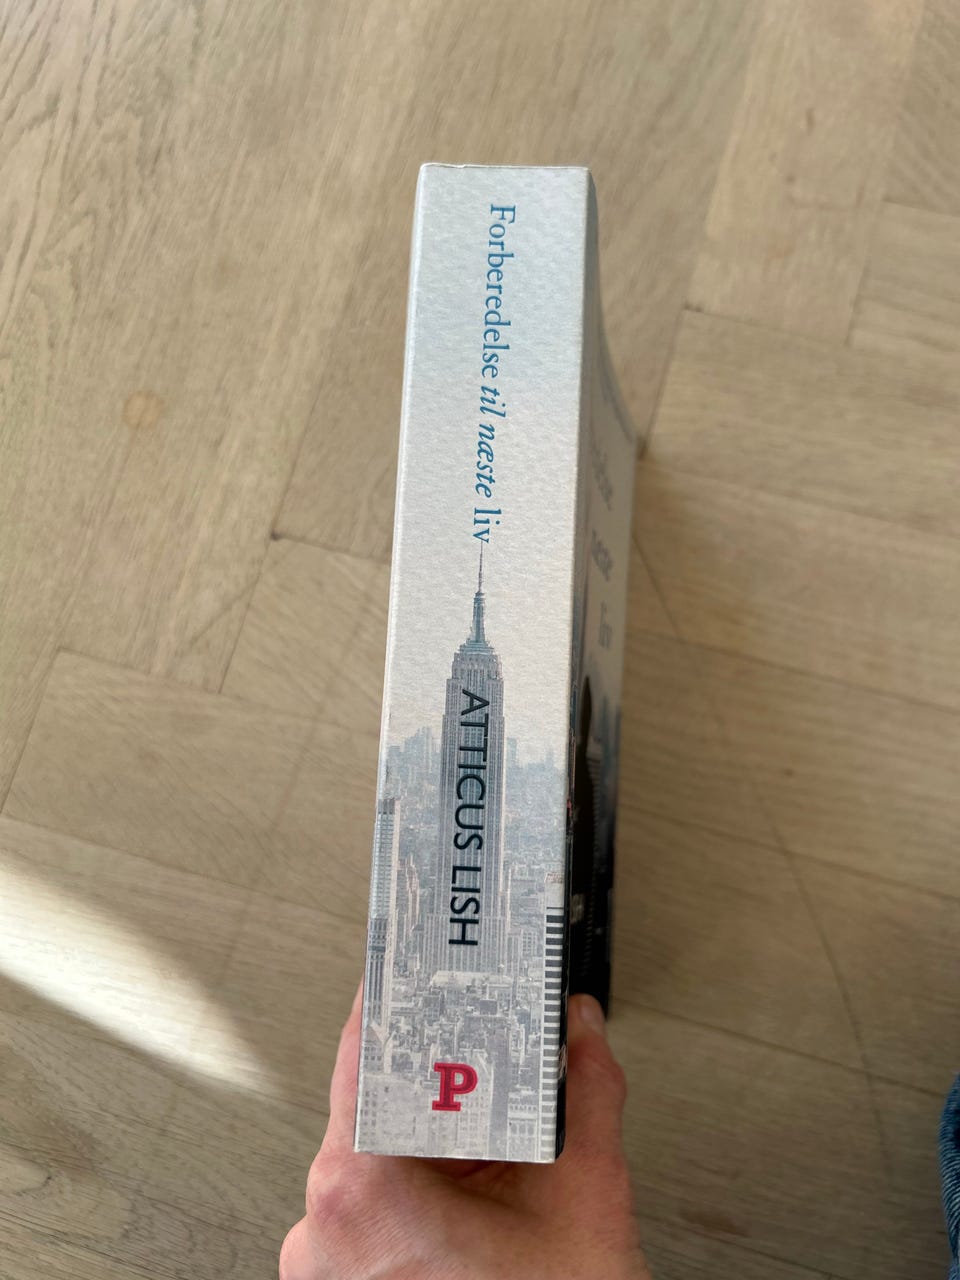 Forberedelse til næste liv
ATTICUS LISH
P